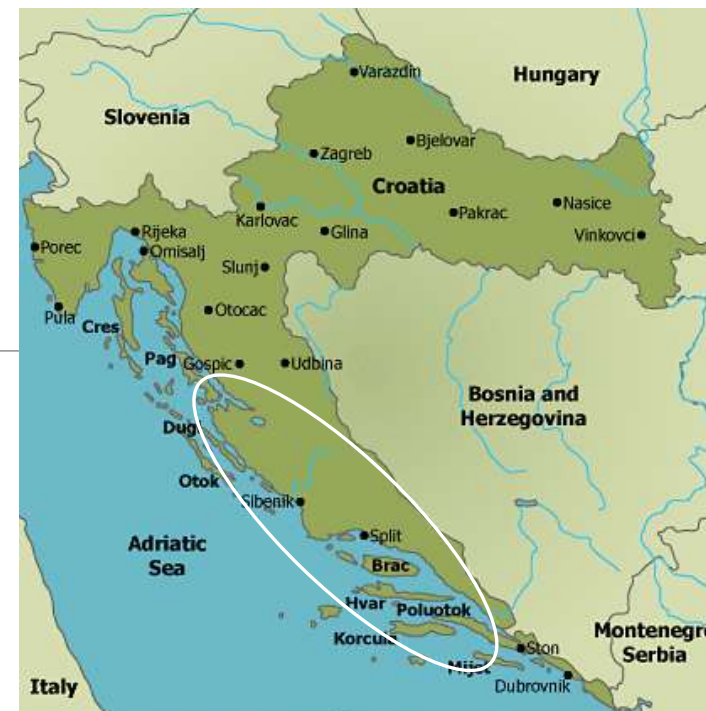 Varazdin
Hungary
Slovenia
Bjelovar
Zagreb
Croatia
Nasice
Karlovac
Pakrac
Rijeka
Glina
Vinkovci
Porec
Omisalj
Slunj
Pula
Otocac
Cres
Pag
Gospic
Udbina
Bosnia and
Herzegovina
Dugi
Otok
Sibenik
Split
Adriatic
Sea
Brac
Hvar
Poluotok
Korcula
Montenegro
Ston
Serbia
Mljet
Italy
Dubrovnik